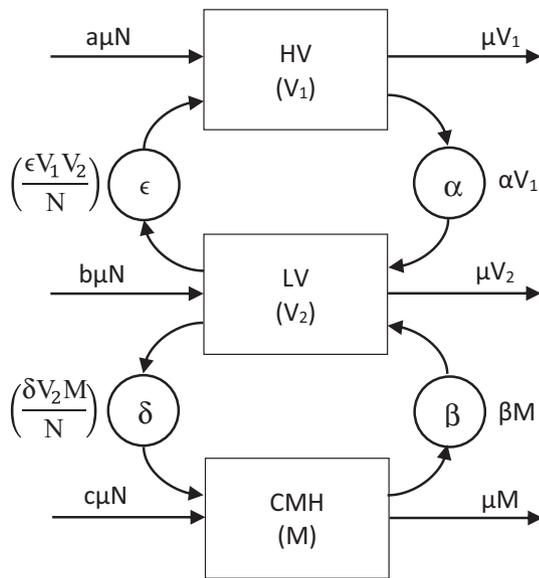 aμN
HV
(V₁)
μV₁
(ϵV₁V₂/N)
ϵ
α
αV₁
bμN
LV
(V₂)
μV₂
(δV₂M/N)
δ
β
βM
cμN
CMH
(M)
μM